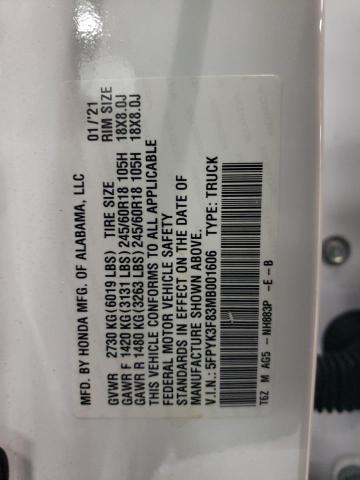 MFD. BY HONDA MFG. OF ALABAMA, LLC 01/'21
GVWR 2730 KG(6019 LBS) TIRE SIZE RIM SIZE
GAWR F 1420 KG(3131 LBS)245/60R18 105H 18X8.0J
GAWR R 1480 KG(3263 LBS)245/60R18 105H 18X8.0J
THIS VEHICLE CONFORMS TO ALL APPLICABLE
FEDERAL MOTOR VEHICLE SAFETY
STANDARDS IN EFFECT ON THE DATE OF
MANUFACTURE SHOWN ABOVE.
V.I.N.: 5FPYK3F83MB001606 TYPE: TRUCK
T6Z M AG5 - NH883P -E -B